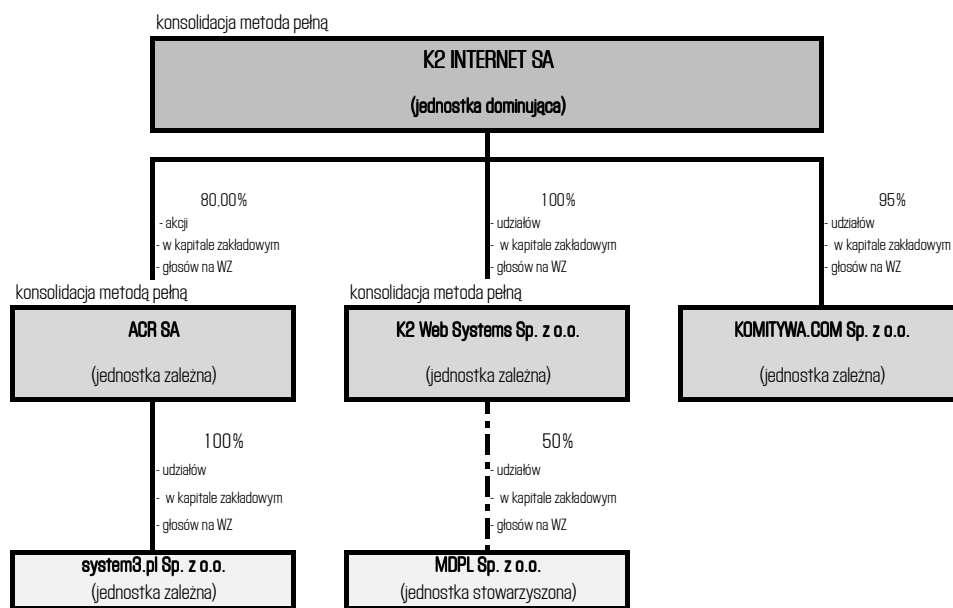 konsolidacja metoda pełną
K2 INTERNET SA
(jednostka dominująca)
80,00%
- akcji
- w kapitale zakładowym
- głosów na WZ
100%
- udziałów
- w kapitale zakładowym
- głosów na WZ
95%
- udziałów
- w kapitale zakładowym
- głosów na WZ
konsolidacja metodą pełną
ACR SA
(jednostka zależna)
konsolidacja metoda pełną
K2 Web Systems Sp. z o.o.
(jednostka zależna)
KOMITYWA.COM Sp. z o.o.
(jednostka zależna)
100%
- udziałów
- w kapitale zakładowym
- głosów na WZ
50%
- udziałów
- w kapitale zakładowym
- głosów na WZ
system3.pl Sp. z o.o.
(jednostka zależna)
MDPL Sp. z o.o.
(jednostka stowarzyszona)